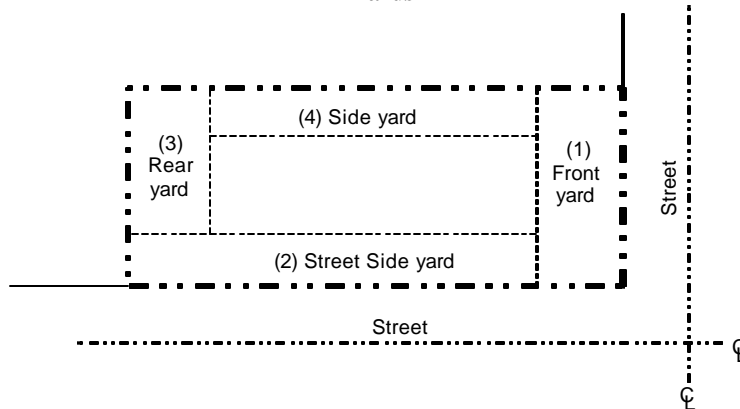 (4) Side yard
(3)
Rear
yard
(1)
Front
yard
Street
(2) Street Side yard
Street
℄
℄